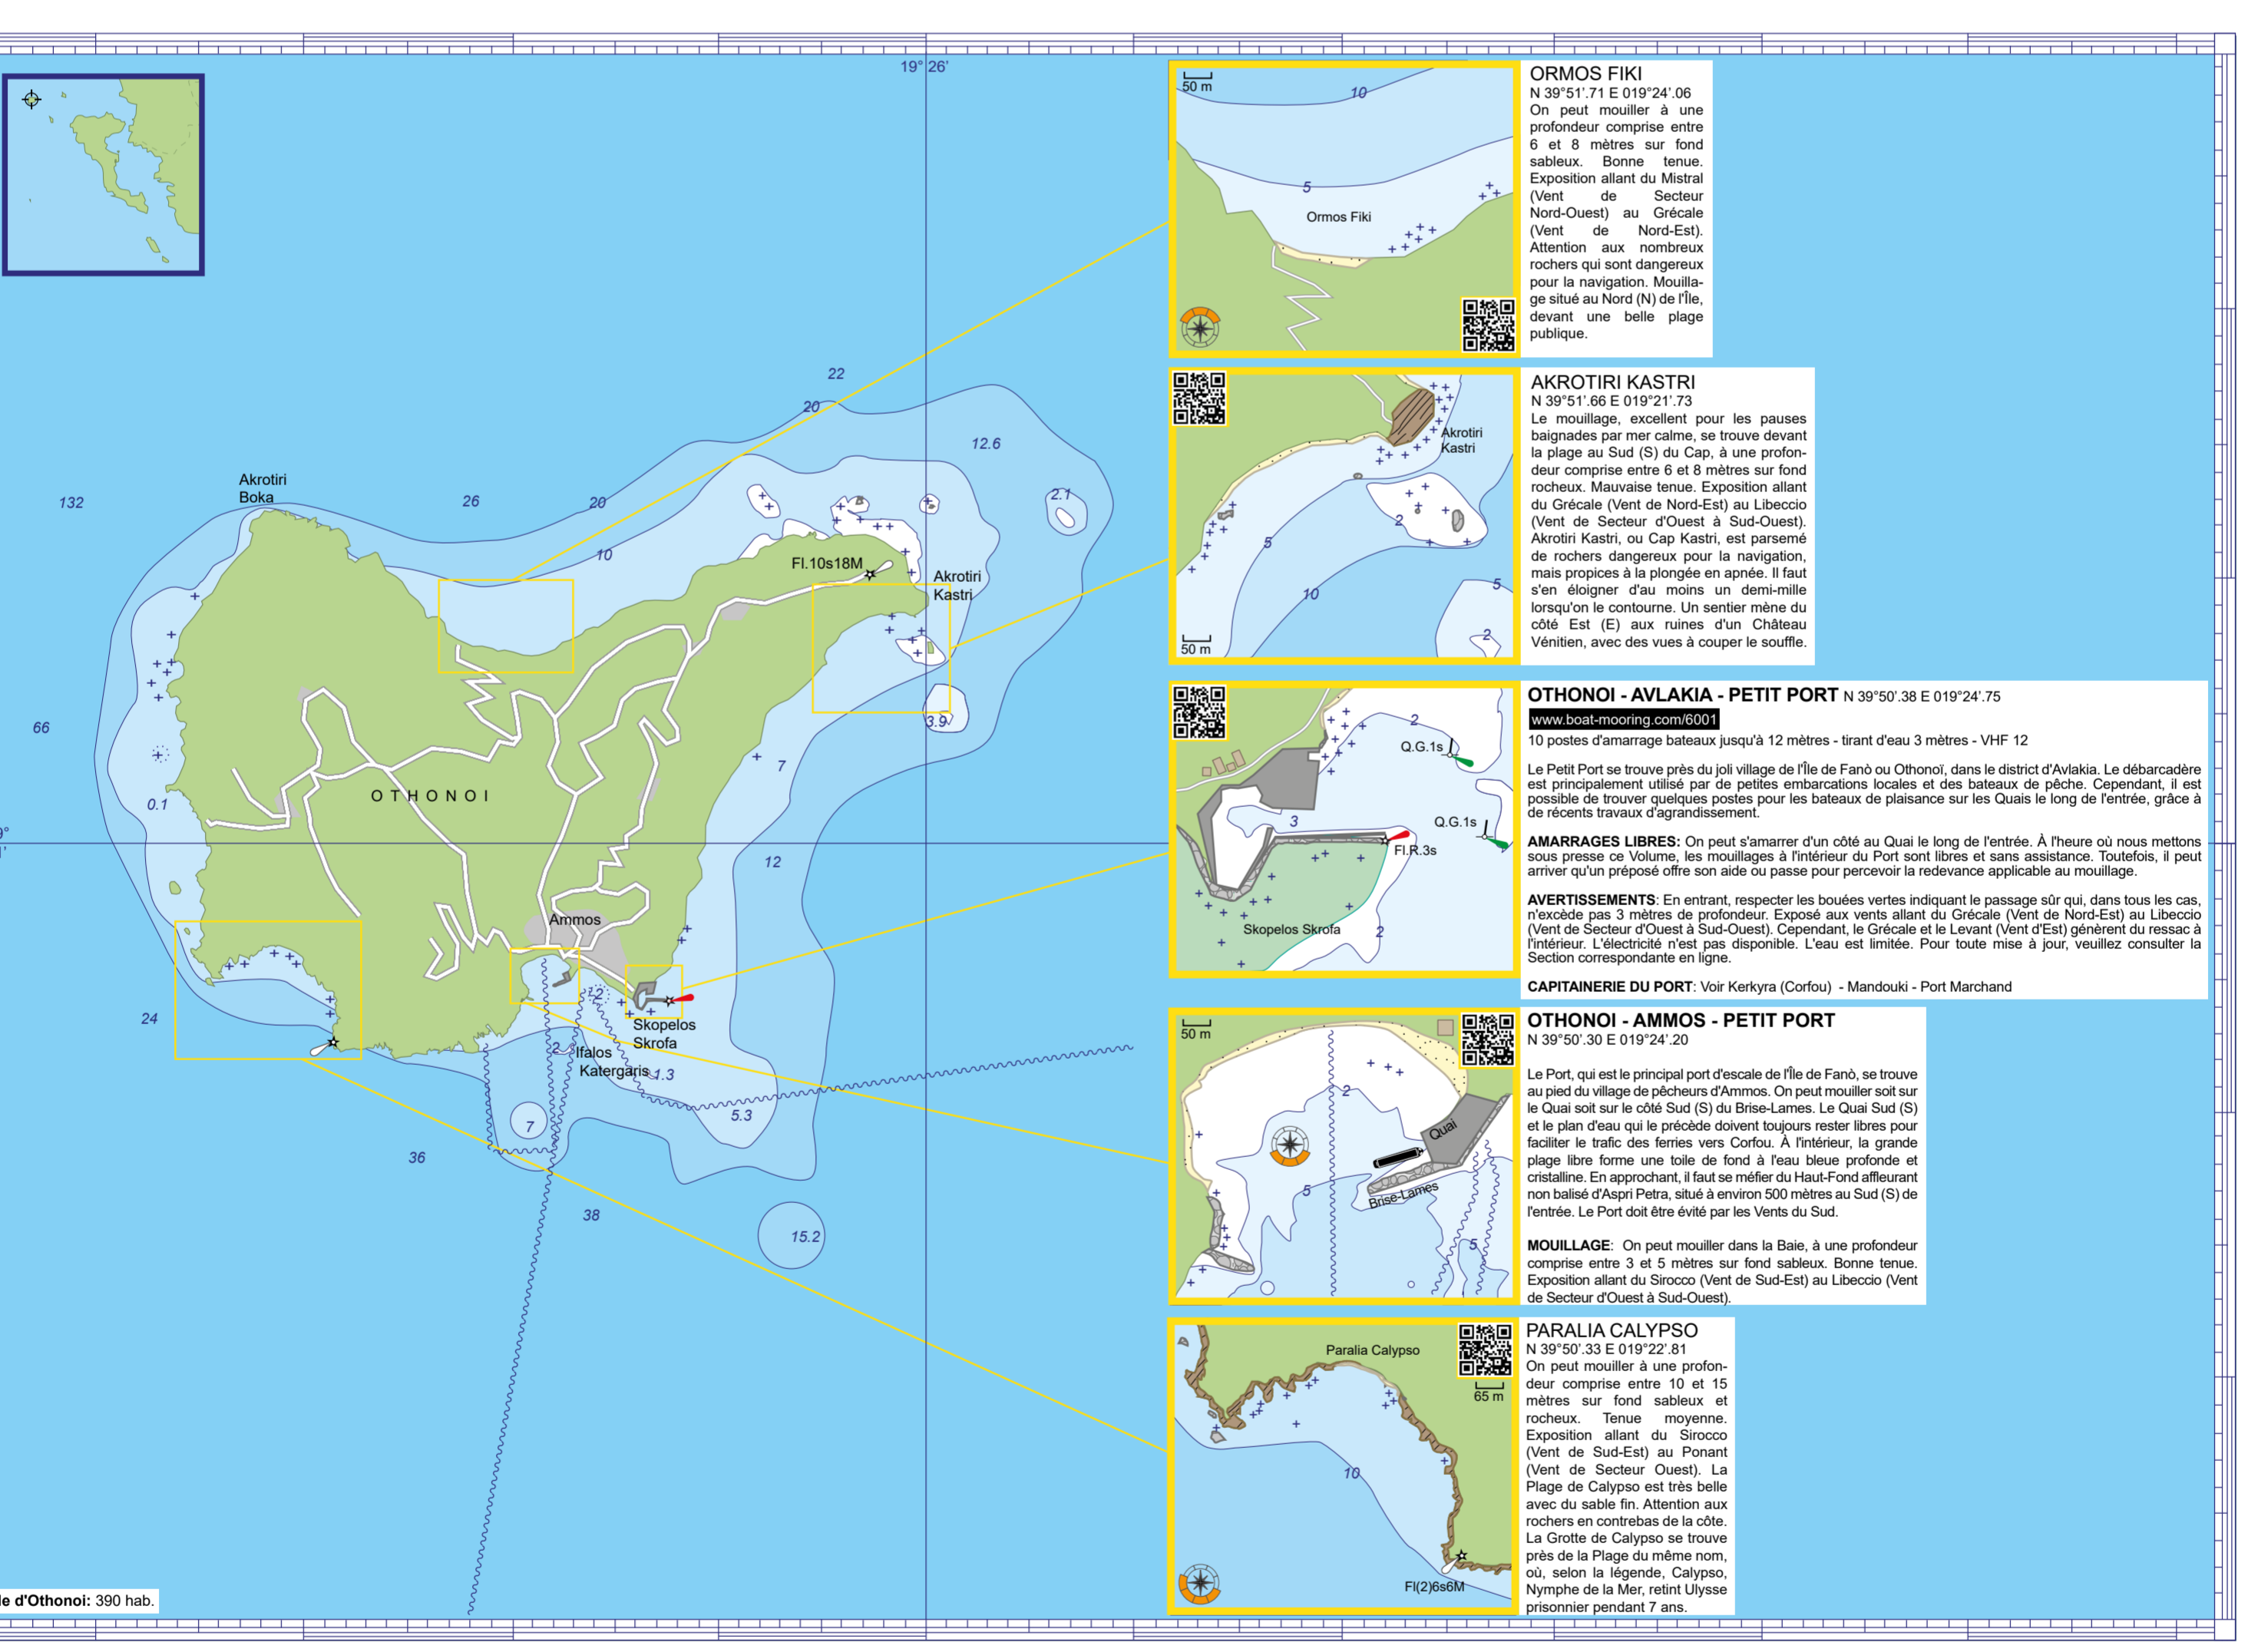 19° 26'
132
Akrotiri
Boka
26
20
10
22
20
12.6
2.1
Fl.10s18M
Akrotiri
Kastri
3.9
66
0.1
OTHONOI
7
12
9°
1'
Ammos
24
12
Skopelos
Skrofa
2
Ifalos
Katergaris
1.3
5.3
7
36
38
15.2
le d'Othonoi: 390 hab.
50 m
10
5
Ormos Fiki
ORMOS FIKI
N 39°51'.71 E 019°24'.06
On peut mouiller à une
profondeur comprise entre
6 et 8 mètres sur fond
sableux. Bonne tenue.
Exposition allant du Mistral
(Vent de Secteur
Nord-Ouest) au Grécale
(Vent de Nord-Est).
Attention aux nombreux
rochers qui sont dangereux
pour la navigation. Mouilla-
ge situé au Nord (N) de l'Île,
devant une belle plage
publique.
Akrotiri
Kastri
2
5
10
5
2
50 m
AKROTIRI KASTRI
N 39°51'.66 E 019°21'.73
Le mouillage, excellent pour les pauses
baignades par mer calme, se trouve devant
la plage au Sud (S) du Cap, à une profon-
deur comprise entre 6 et 8 mètres sur fond
rocheux. Mauvaise tenue. Exposition allant
du Grécale (Vent de Nord-Est) au Libeccio
(Vent de Secteur d'Ouest à Sud-Ouest).
Akrotiri Kastri, ou Cap Kastri, est parsemé
de rochers dangereux pour la navigation,
mais propices à la plongée en apnée. Il faut
s'en éloigner d'au moins un demi-mille
lorsqu'on le contourne. Un sentier mène du
côté Est (E) aux ruines d'un Château
Vénitien, avec des vues à couper le souffle.
2
Q.G.1s
3
Q.G.1s
Fl.R.3s
Skopelos Skrofa
2
OTHONOI - AVLAKIA - PETIT PORT N 39°50'.38 E 019°24'.75
www.boat-mooring.com/6001
10 postes d'amarrage bateaux jusqu'à 12 mètres - tirant d'eau 3 mètres - VHF 12
Le Petit Port se trouve près du joli village de l'Île de Fanò ou Othonoï, dans le district d'Avlakia. Le débarcadère
est principalement utilisé par de petites embarcations locales et des bateaux de pêche. Cependant, il est
possible de trouver quelques postes pour les bateaux de plaisance sur les Quais le long de l'entrée, grâce à
de récents travaux d'agrandissement.
AMARRAGES LIBRES: On peut s'amarrer d'un côté au Quai le long de l'entrée. À l'heure où nous mettons
sous presse ce Volume, les mouillages à l'intérieur du Port sont libres et sans assistance. Toutefois, il peut
arriver qu'un préposé offre son aide ou passe pour percevoir la redevance applicable au mouillage.
AVERTISSEMENTS: En entrant, respecter les bouées vertes indiquant le passage sûr qui, dans tous les cas,
n'excède pas 3 mètres de profondeur. Exposé aux vents allant du Grécale (Vent de Nord-Est) au Libeccio
(Vent de Secteur d'Ouest à Sud-Ouest). Cependant, le Grécale et le Levant (Vent d'Est) génèrent du ressac à
l'intérieur. L'électricité n'est pas disponible. L'eau est limitée. Pour toute mise à jour, veuillez consulter la
Section correspondante en ligne.
CAPITAINERIE DU PORT: Voir Kerkyra (Corfou) - Mandouki - Port Marchand
50 m
2
Quai
5
Brise-Lames
5
OTHONOI - AMMOS - PETIT PORT
N 39°50'.30 E 019°24'.20
Le Port, qui est le principal port d'escale de l'Île de Fanò, se trouve
au pied du village de pêcheurs d'Ammos. On peut mouiller soit sur
le Quai soit sur le côté Sud (S) du Brise-Lames. Le Quai Sud (S)
et le plan d'eau qui le précède doivent toujours rester libres pour
faciliter le trafic des ferries vers Corfou. À l'intérieur, la grande
plage libre forme une toile de fond à l'eau bleue profonde et
cristalline. En approchant, il faut se méfier du Haut-Fond affleurant
non balisé d'Aspri Petra, situé à environ 500 mètres au Sud (S) de
l'entrée. Le Port doit être évité par les Vents du Sud.
MOUILLAGE: On peut mouiller dans la Baie, à une profondeur
comprise entre 3 et 5 mètres sur fond sableux. Bonne tenue.
Exposition allant du Sirocco (Vent de Sud-Est) au Libeccio (Vent
de Secteur d'Ouest à Sud-Ouest).
Paralia Calypso
65 m
10
Fl(2)6s6M
PARALIA CALYPSO
N 39°50'.33 E 019°22'.81
On peut mouiller à une profon-
deur comprise entre 10 et 15
mètres sur fond sableux et
rocheux. Tenue moyenne.
Exposition allant du Sirocco
(Vent de Sud-Est) au Ponant
(Vent de Secteur Ouest). La
Plage de Calypso est très belle
avec du sable fin. Attention aux
rochers en contrebas de la côte.
La Grotte de Calypso se trouve
près de la Plage du même nom,
où, selon la légende, Calypso,
Nymphe de la Mer, retint Ulysse
prisonnier pendant 7 ans.